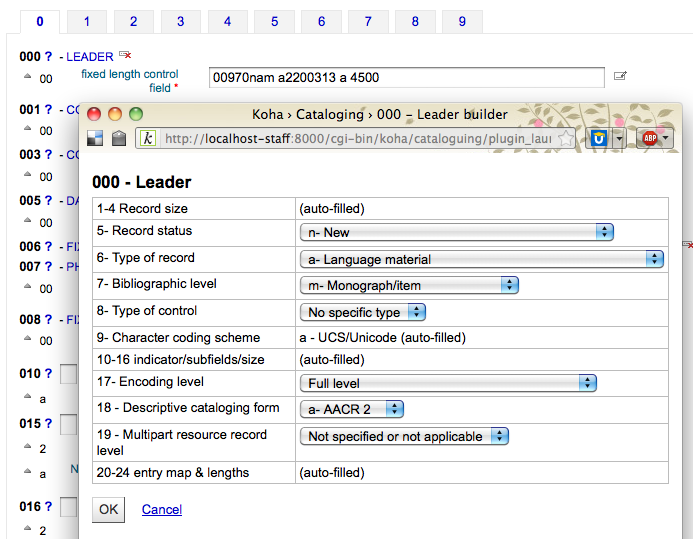 0 1 2 3 4 5 6 7 8 9
000 ? - LEADER
00 fixed length control field * 00970nam a2200313 a 4500
001 ? - CO
00
003 ? - CO
00
005 ? - DA
00
006 ? - FI
007 ? - PH
00
008 ? - FI
00
010 ?
a
015 ?
2
a N
016 ?
2
Koha › Cataloging › 000 – Leader builder
k http://localhost-staff:8000/cgi-bin/koha/cataloguing/plugin_lau
ABP
000 - Leader
1-4 Record size (auto-filled)
5- Record status n- New
6- Type of record a- Language material
7- Bibliographic level m- Monograph/item
8- Type of control No specific type
9- Character coding scheme a - UCS/Unicode (auto-filled)
10-16 indicator/subfields/size (auto-filled)
17- Encoding level Full level
18 - Descriptive cataloging form a- AACR 2
19 - Multipart resource record level Not specified or not applicable
20-24 entry map & lengths (auto-filled)
OK Cancel